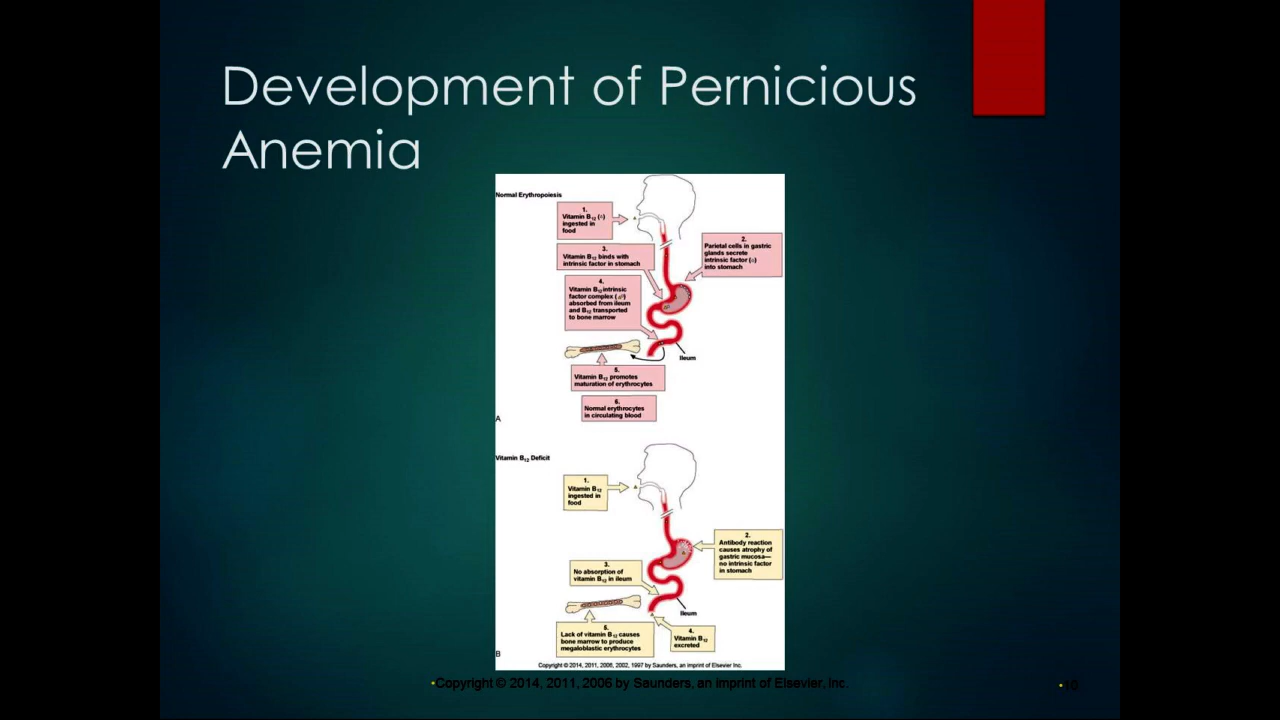 Development of Pernicious
Anemia
Normal Erythropoiesis
1.
Vitamin B12 (▵)
ingested in
food
2.
Parietal cells in gastric
glands secrete
intrinsic factor (▫)
into stomach
3.
Vitamin B12 binds with
intrinsic factor in stomach
4.
Vitamin B12 intrinsic
factor complex
absorbed from ileum
and B12 transported
to bone marrow
Ileum
5.
Vitamin B12 promotes
maturation of erythrocytes
6.
Normal erythrocytes
in circulating blood
A
Vitamin B12 Deficit
1.
Vitamin B12
ingested in
food
2.
Antibody reaction
causes atrophy of
gastric mucosa—
no intrinsic factor
in stomach
3.
No absorption of
vitamin B12 in ileum
Ileum
4.
Vitamin B12
excreted
5.
Lack of vitamin B12 causes
bone marrow to produce
megaloblastic erythrocytes
B
Copyright © 2014, 2011, 2006, 2002, 1997 by Saunders, an imprint of Elsevier Inc.
•Copyright © 2014, 2011, 2006 by Saunders, an imprint of Elsevier, Inc.
•10